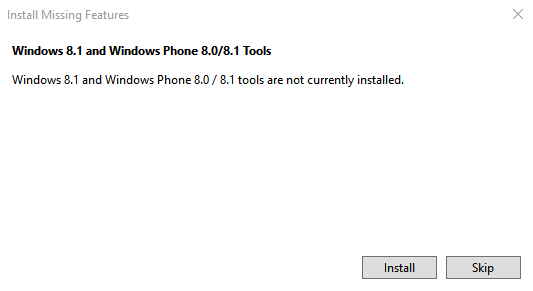 Install Missing Features
Windows 8.1 and Windows Phone 8.0/8.1 Tools
Windows 8.1 and Windows Phone 8.0 / 8.1 tools are not currently installed.
Install Skip